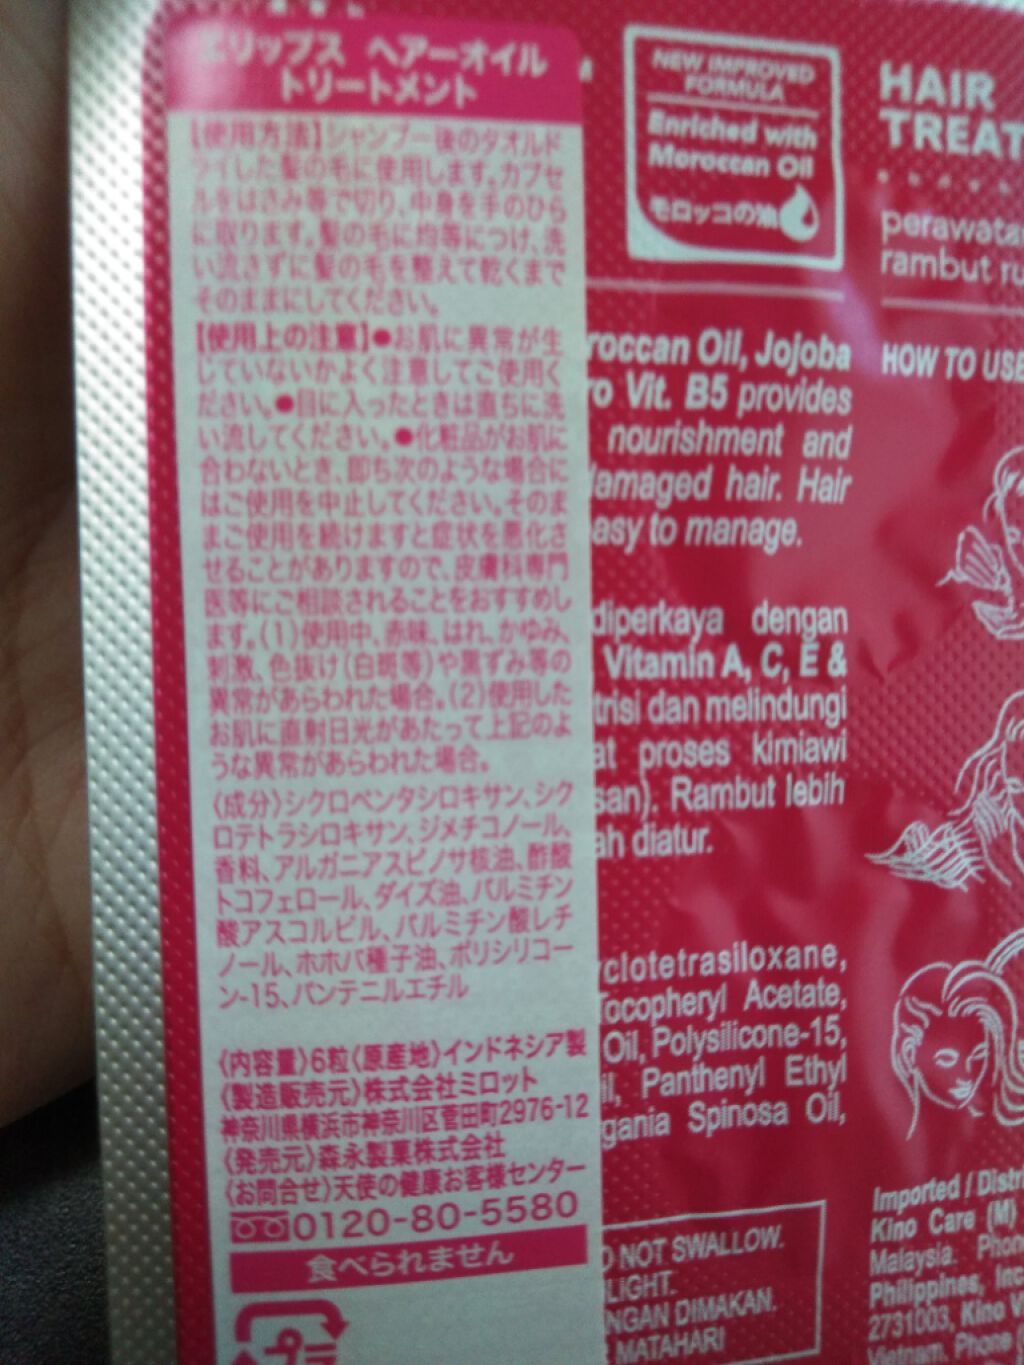 エリップス ヘアーオイル
トリートメント
【使用方法】シャンプー後のタオルド
ライした髪の毛に使用します。カプセ
ルをはさみ等で切り、中身を手のひら
に取ります。髪の毛に均等につけ、洗
い流さずに髪の毛を整えて乾くまで
そのままにしてください。
【使用上の注意】●お肌に異常が生
じていないかよく注意してご使用く
ださい。●目に入ったときは直ちに洗
い流してください。●化粧品がお肌に
合わないとき、即ち次のような場合に
はご使用を中止してください。そのま
まご使用を続けますと症状を悪化さ
せることがありますので、皮膚科専門
医等にご相談されることをおすすめし
ます。(1)使用中、赤味、はれ、かゆみ、
刺激、色抜け(白斑等)や黒ずみ等の
異常があらわれた場合。(2)使用した
お肌に直射日光があたって上記のよ
うな異常があらわれた場合。
〈成分〉シクロペンタシロキサン、シク
ロテトラシロキサン、ジメチコノール、
香料、アルガニアスピノサ核油、酢酸
トコフェロール、ダイズ油、パルミチン
酸アスコルビル、パルミチン酸レチ
ノール、ホホバ種子油、ポリシリコー
ン-15、パンテニルエチル
〈内容量〉6粒〈原産地〉インドネシア製
〈製造販売元〉株式会社ミロット
神奈川県横浜市神奈川区菅田町2976-12
〈発売元〉森永製菓株式会社
〈お問合せ〉天使の健康お客様センター
0120-80-5580
食べられません
プラ
NEW IMPROVED
FORMULA
Enriched with
Moroccan Oil
モロッコの油
roccan Oil, Jojoba
ro Vit. B5 provides
nourishment and
damaged hair. Hair
easy to manage.
diperkaya dengan
Vitamin A, C, E &
trisi dan melindungi
at proses kimiawi
san). Rambut lebih
ah diatur.
yclotetrasiloxane,
Tocopheryl Acetate,
Oil, Polysilicone-15,
il, Panthenyl Ethyl
gania Spinosa Oil,
O NOT SWALLOW.
LIGHT.
NGAN DIMAKAN.
MATAHARI
HAIR
TREAT
perawata
rambut ru
HOW TO USE
Imported / Distri
Kino Care (M)
Malaysia. Phon
Philippines, Inc
2731003, Kino V
Vietnam. Phone